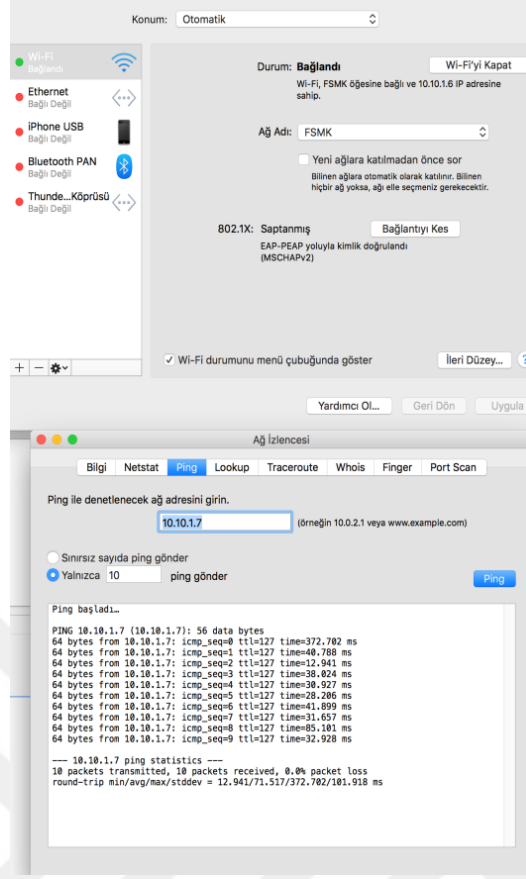 Konum: Otomatik
Wi-Fi
Bağlandı
Ethernet
Bağlı Değil
iPhone USB
Bağlı Değil
Bluetooth PAN
Bağlı Değil
Thunde...Köprüsü
Bağlı Değil
Durum: Bağlandı
Wi-Fi'yi Kapat
Wi-Fi, FSMK öğesine bağlı ve 10.10.1.6 IP adresine
sahip.
Ağ Adı: FSMK
Yeni ağlara katılmadan önce sor
Bilinen ağlara otomatik olarak katılınır. Bilinen
hiçbir ağ yoksa, ağı elle seçmeniz gerekecektir.
802.1X: Saptanmış
Bağlantıyı Kes
EAP-PEAP yoluyla kimlik doğrulandı
(MSCHAPv2)
Wi-Fi durumunu menü çubuğunda göster
İleri Düzey...
?
Yardımcı Ol...
Geri Dön
Uygula
Ağ İzlencesi
Bilgi Netstat Ping Lookup Traceroute Whois Finger Port Scan
Ping ile denetlenecek ağ adresini girin.
10.10.1.7 (örneğin 10.0.2.1 veya www.example.com)
Sınırsız sayıda ping gönder
Yalnızca 10 ping gönder
Ping
Ping başladı…
PING 10.10.1.7 (10.10.1.7): 56 data bytes
64 bytes from 10.10.1.7: icmp_seq=0 ttl=127 time=372.702 ms
64 bytes from 10.10.1.7: icmp_seq=1 ttl=127 time=40.788 ms
64 bytes from 10.10.1.7: icmp_seq=2 ttl=127 time=12.941 ms
64 bytes from 10.10.1.7: icmp_seq=3 ttl=127 time=38.024 ms
64 bytes from 10.10.1.7: icmp_seq=4 ttl=127 time=30.927 ms
64 bytes from 10.10.1.7: icmp_seq=5 ttl=127 time=28.206 ms
64 bytes from 10.10.1.7: icmp_seq=6 ttl=127 time=41.899 ms
64 bytes from 10.10.1.7: icmp_seq=7 ttl=127 time=31.657 ms
64 bytes from 10.10.1.7: icmp_seq=8 ttl=127 time=85.101 ms
64 bytes from 10.10.1.7: icmp_seq=9 ttl=127 time=32.928 ms
--- 10.10.1.7 ping statistics ---
10 packets transmitted, 10 packets received, 0.0% packet loss
round-trip min/avg/max/stddev = 12.941/71.517/372.702/101.918 ms